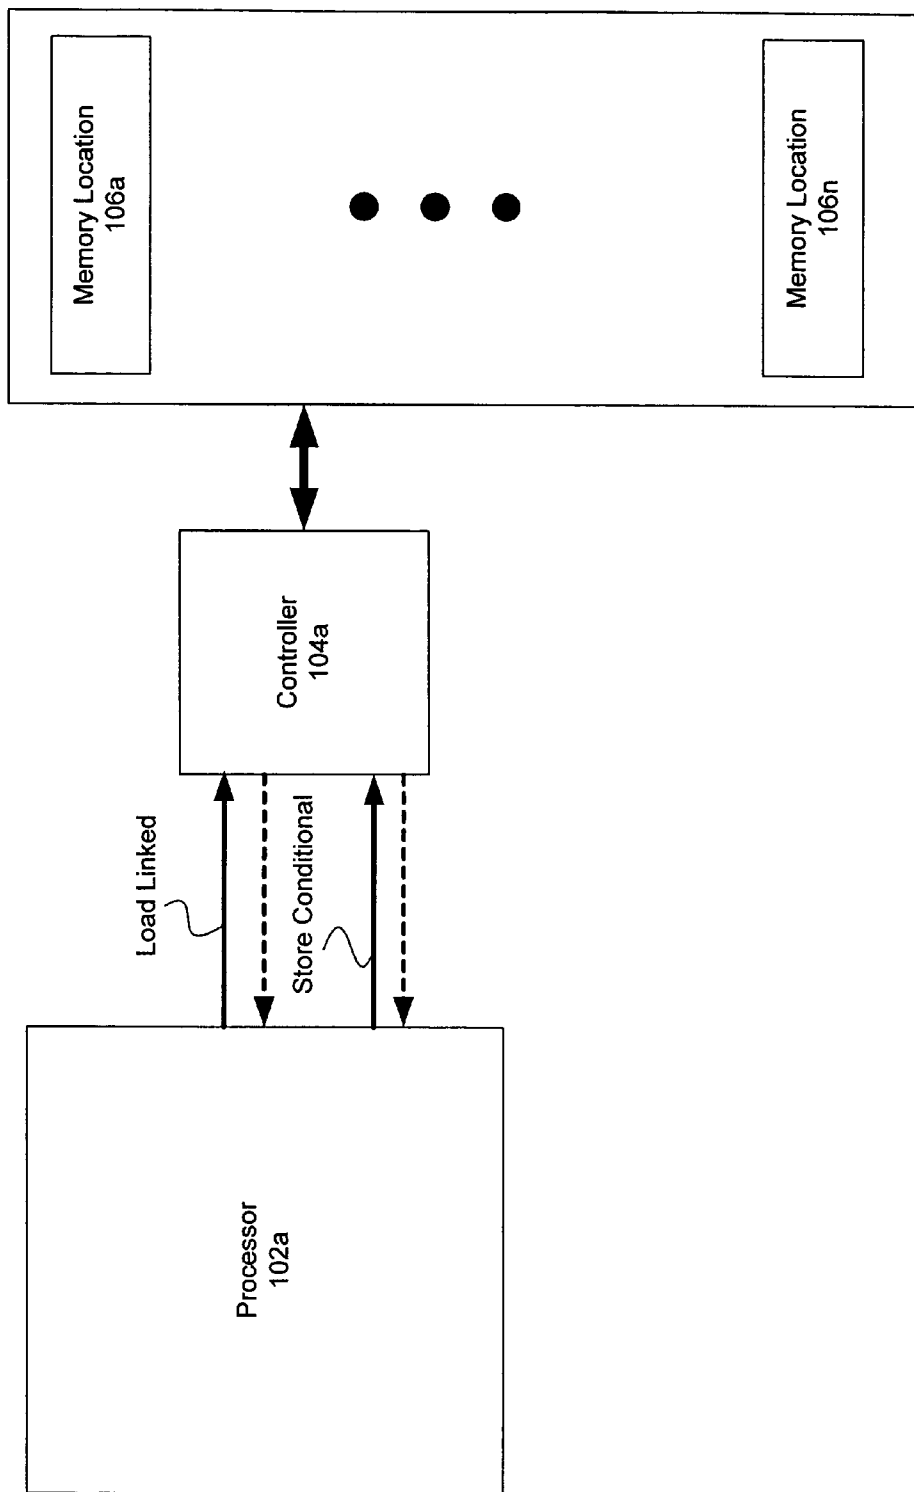 Processor
102a
Load Linked
Store Conditional
Controller
104a
Memory Location
106a
Memory Location
106n